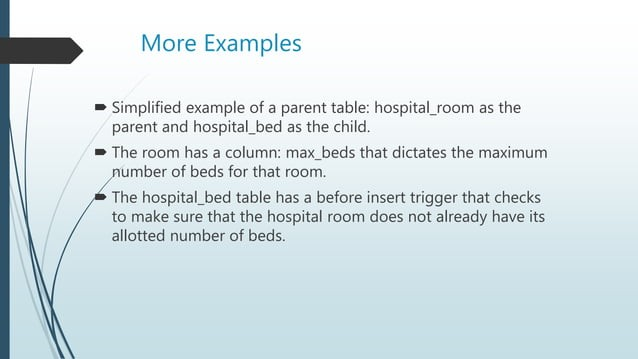 More Examples
Simplified example of a parent table: hospital_room as the
parent and hospital_bed as the child.
The room has a column: max_beds that dictates the maximum
number of beds for that room.
The hospital_bed table has a before insert trigger that checks
to make sure that the hospital room does not already have its
allotted number of beds.